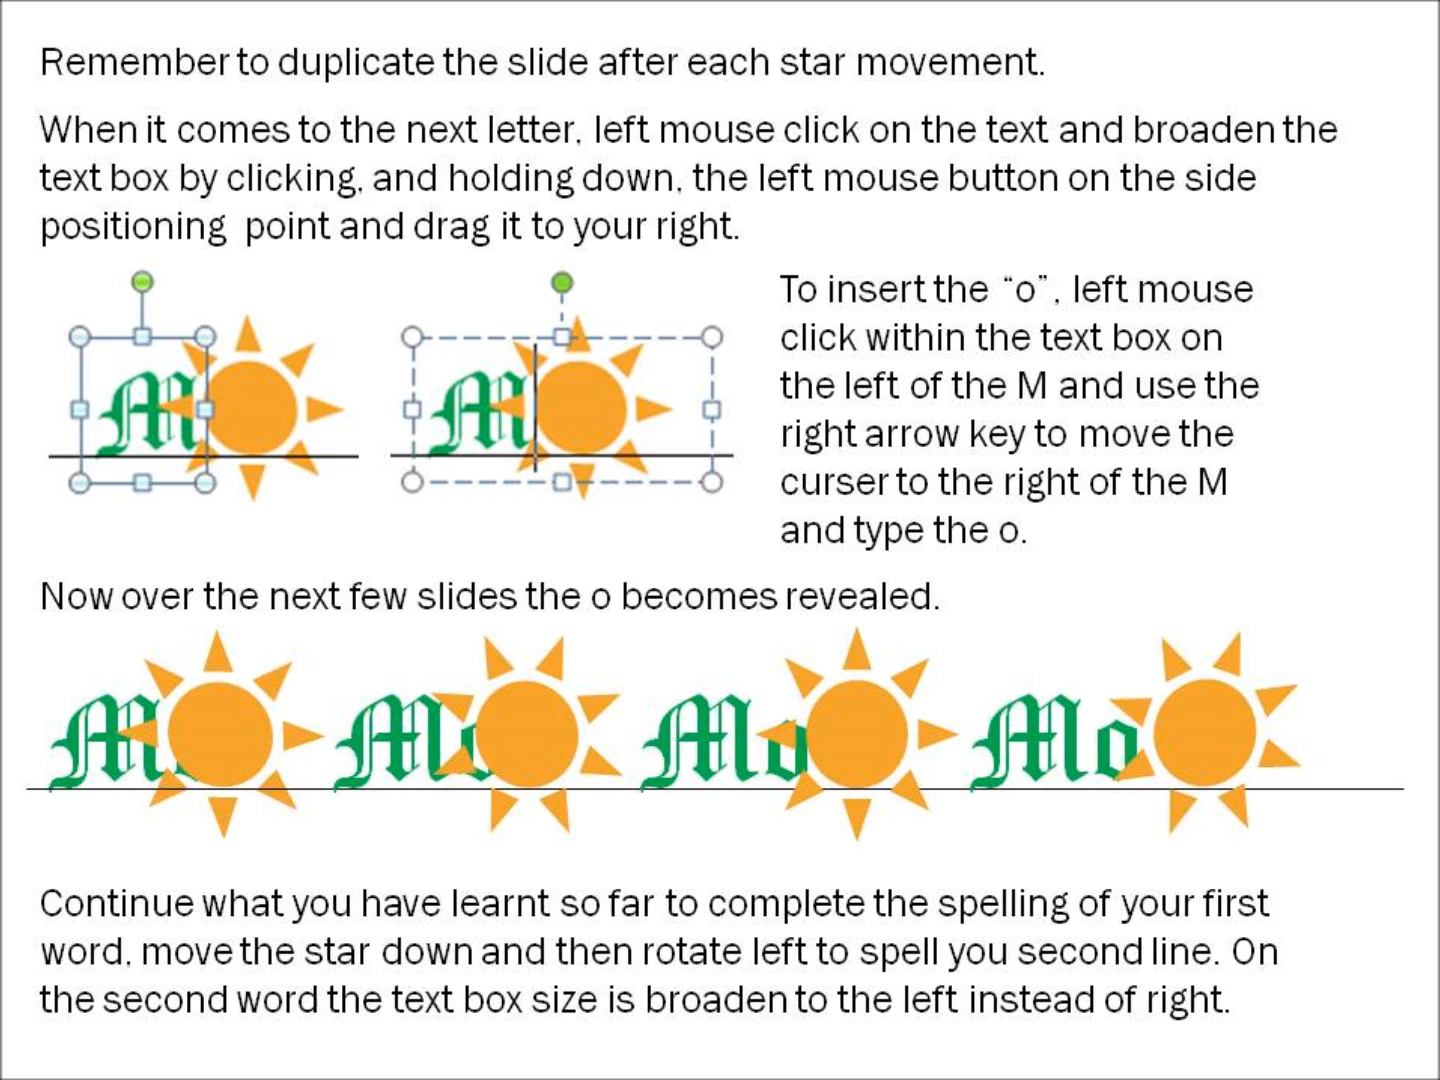 Remember to duplicate the slide after each star movement.
When it comes to the next letter, left mouse click on the text and broaden the
text box by clicking, and holding down, the left mouse button on the side
positioning point and drag it to your right.
M
M
To insert the “o”, left mouse
click within the text box on
the left of the M and use the
right arrow key to move the
curser to the right of the M
and type the o.
Now over the next few slides the o becomes revealed.
M Mo Mo Mo
Continue what you have learnt so far to complete the spelling of your first
word, move the star down and then rotate left to spell you second line. On
the second word the text box size is broaden to the left instead of right.